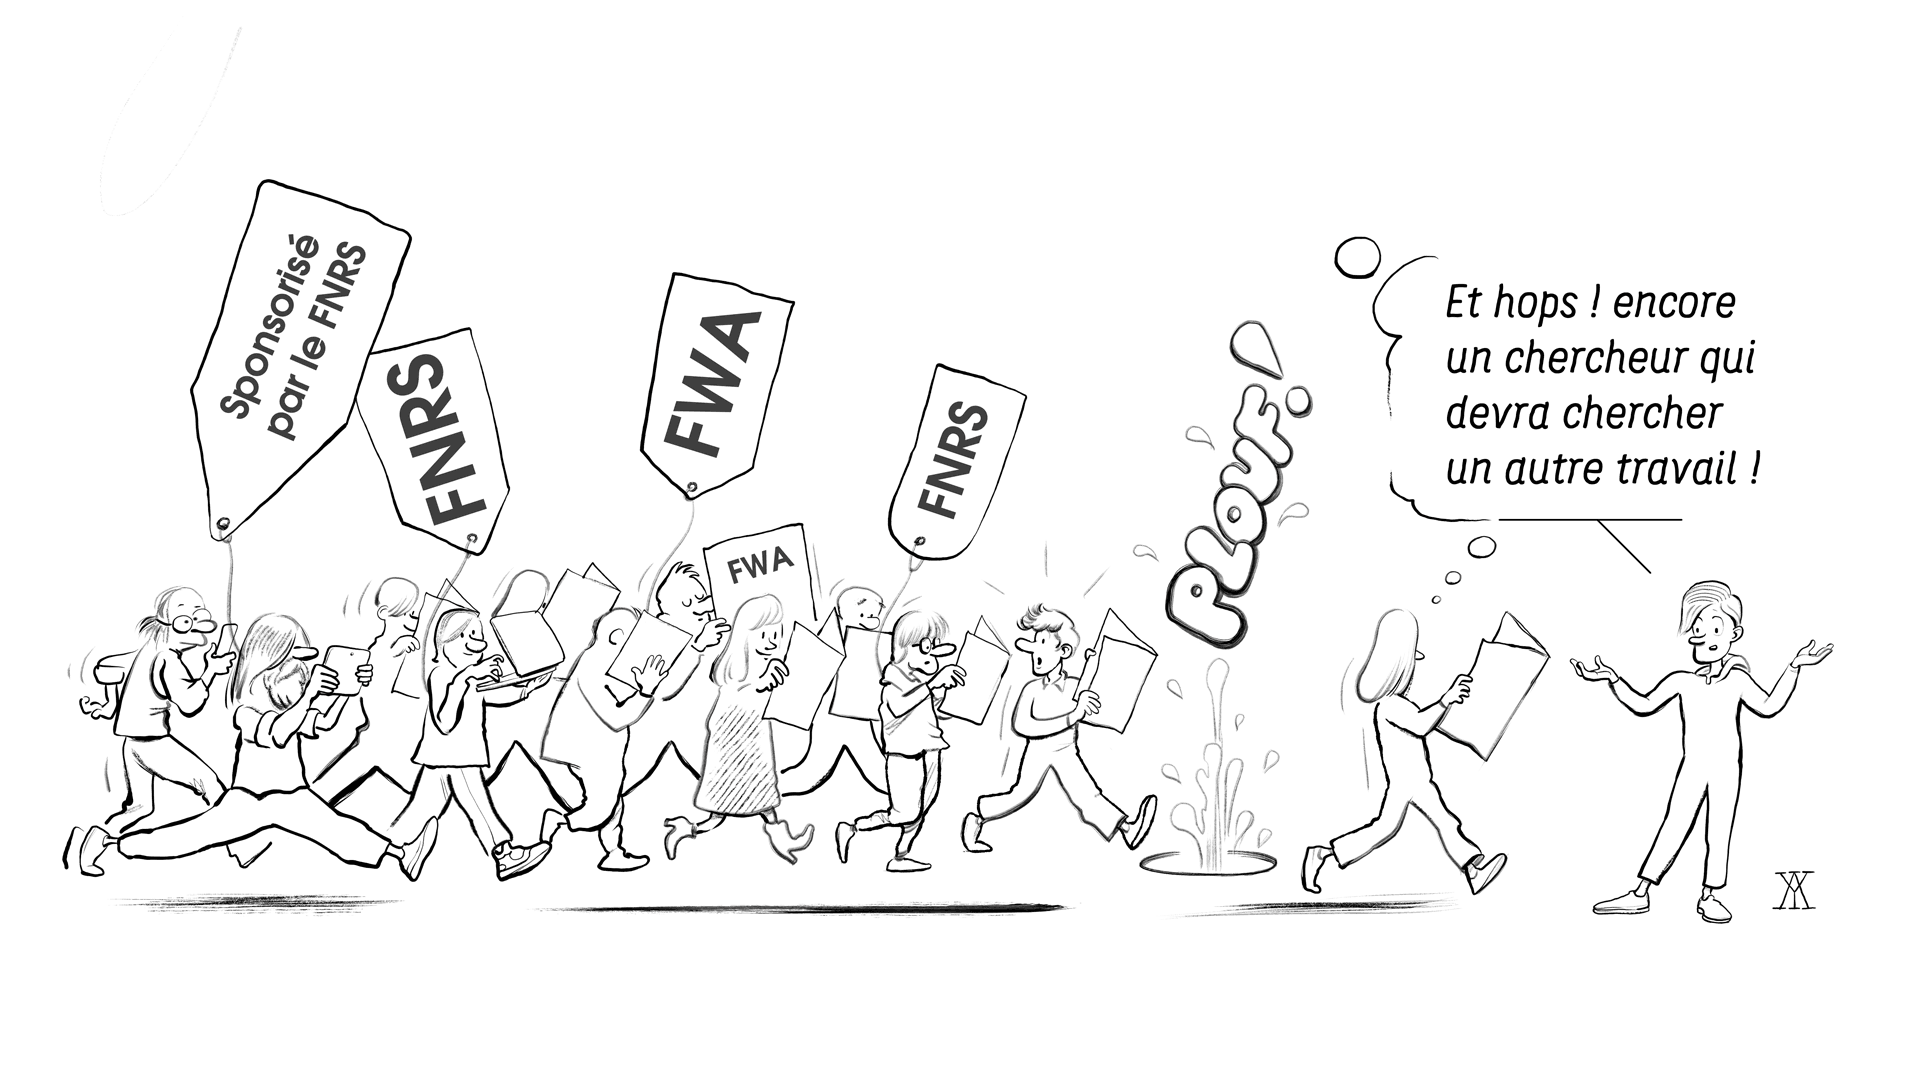 Sponsorisé
par le FNRS
FNRS
FWA
FNRS
FWA
PLOUF!
Et hops ! encore
un chercheur qui
devra chercher
un autre travail !